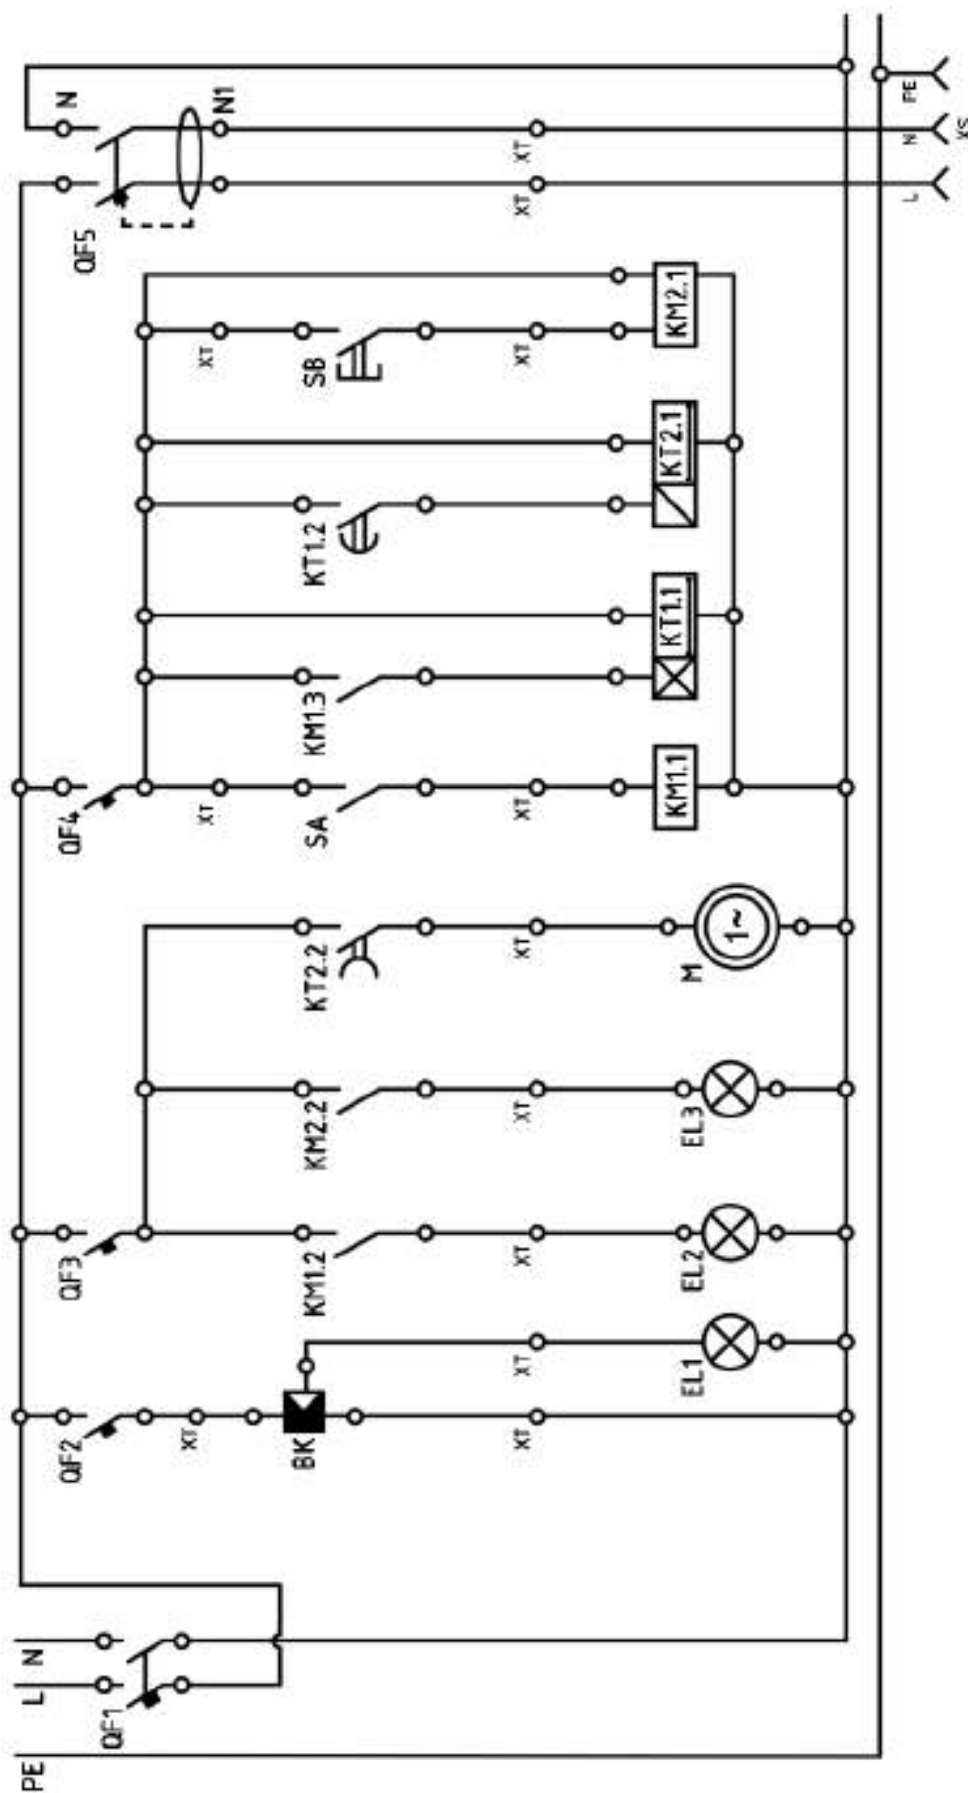 PE
L
N
QF1
QF2
QF3
QF4
QF5
N
XT
XT
XT
N1
BK
KM1.2
KM2.2
KT2.2
SA
KM1.3
KT1.2
SB
XT
XT
XT
XT
XT
XT
XT
XT
XT
EL1
EL2
EL3
M
1~
KM1.1
KT1.1
KT2.1
KM2.1
L
N
PE
XS